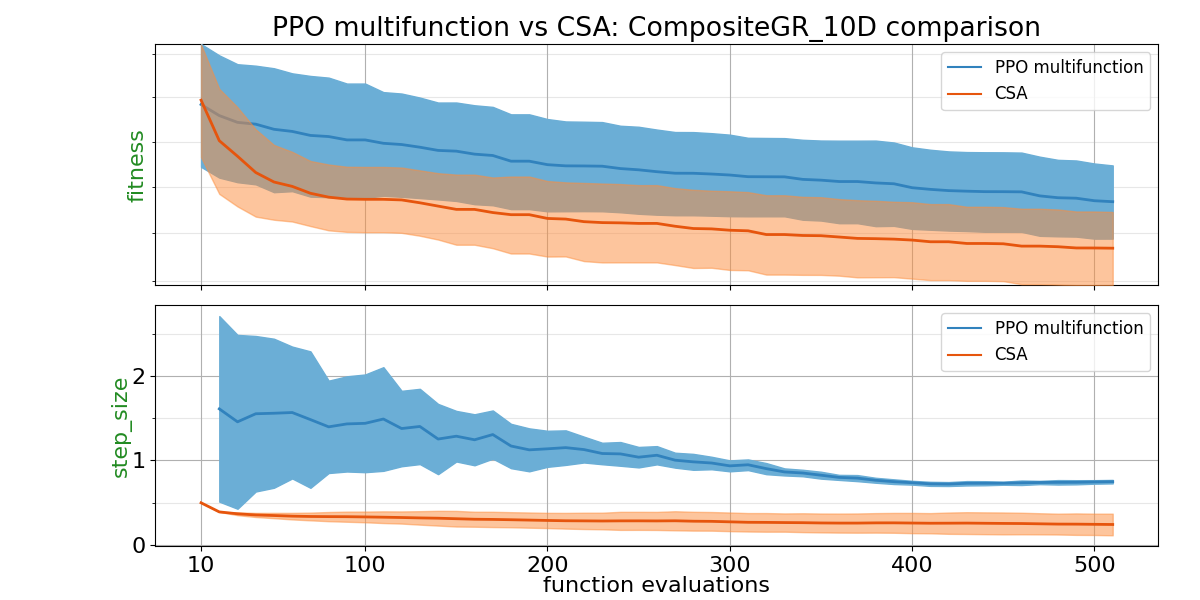 PPO multifunction vs CSA: CompositeGR_10D comparison
fitness
PPO multifunction
CSA
step_size
2
1
0
PPO multifunction
CSA
10 100 200 300 400 500
function evaluations